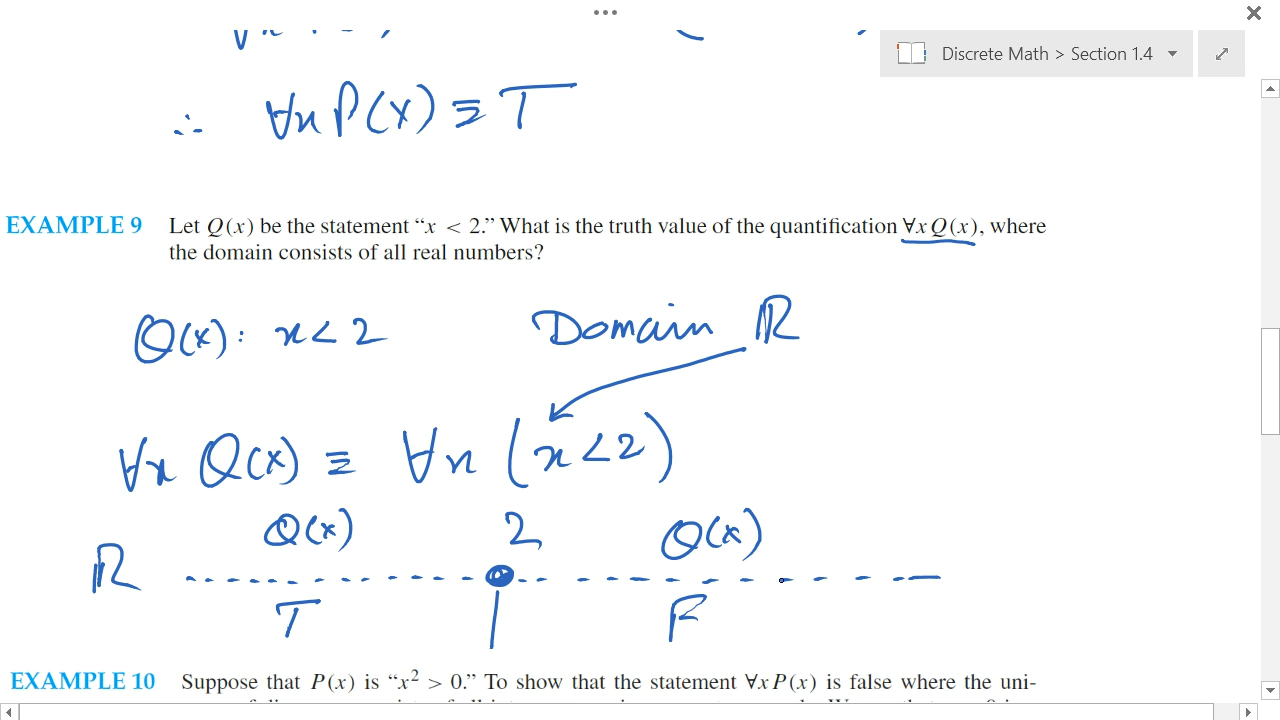 Discrete Math > Section 1.4
∴ ∀x P(x) ≡ T
EXAMPLE 9 Let Q(x) be the statement “x < 2.” What is the truth value of the quantification ∀x Q(x), where
the domain consists of all real numbers?
Q(x): x < 2 Domain ℝ
∀x Q(x) ≡ ∀x (x < 2)
Q(x) 2 Q(x)
ℝ
T F
EXAMPLE 10 Suppose that P(x) is “x² > 0.” To show that the statement ∀x P(x) is false where the uni-